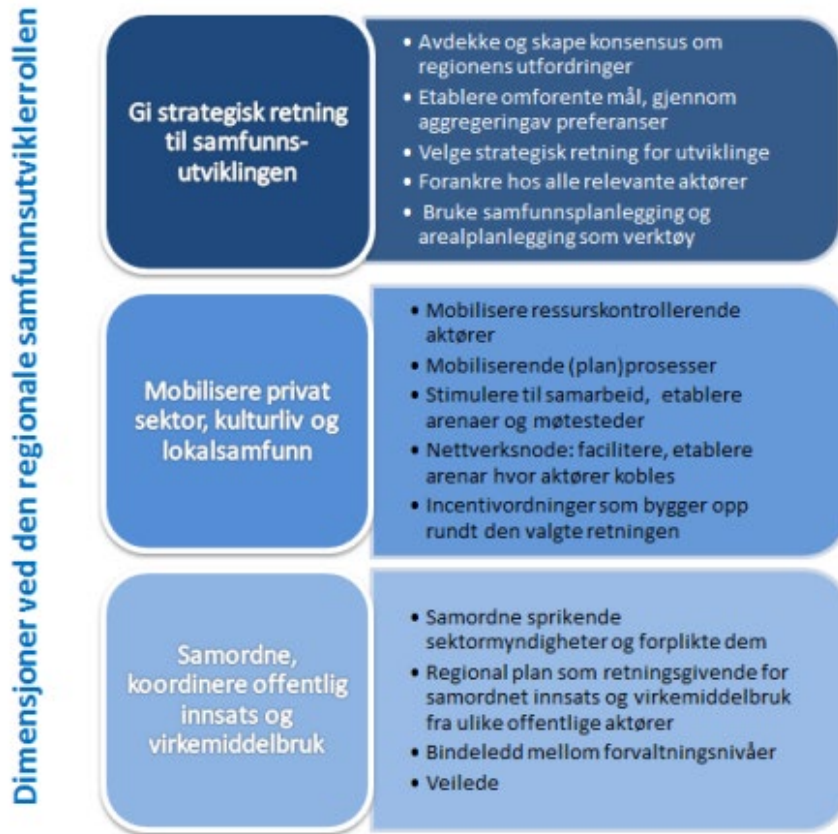 Dimensjoner ved den regionale samfunnsutviklerrollen
Gi strategisk retning
til samfunns-
utviklingen
• Avdekke og skape konsensus om
regionens utfordringer
• Etablere omforente mål, gjennom
aggregeringav preferanser
• Velge strategisk retning for utviklinge
• Forankre hos alle relevante aktører
• Bruke samfunnsplanlegging og
arealplanlegging som verktøy
Mobilisere privat
sektor, kulturliv og
lokalsamfunn
• Mobilisere ressurskontrollerende
aktører
• Mobiliserende (plan)prosesser
• Stimulere til samarbeid, etablere
arenaer og møtesteder
• Nettverksnode: facilitere, etablere
arenar hvor aktører kobles
• Incentivordninger som bygger opp
rundt den valgte retningen
Samordne,
koordinere offentlig
innsats og
virkemiddelbruk
• Samordne sprikende
sektormyndigheter og forplikte dem
• Regional plan som retningsgivende for
samordnet innsats og virkemiddelbruk
fra ulike offentlige aktører
• Bindeledd mellom forvaltningsnivåer
• Veilede